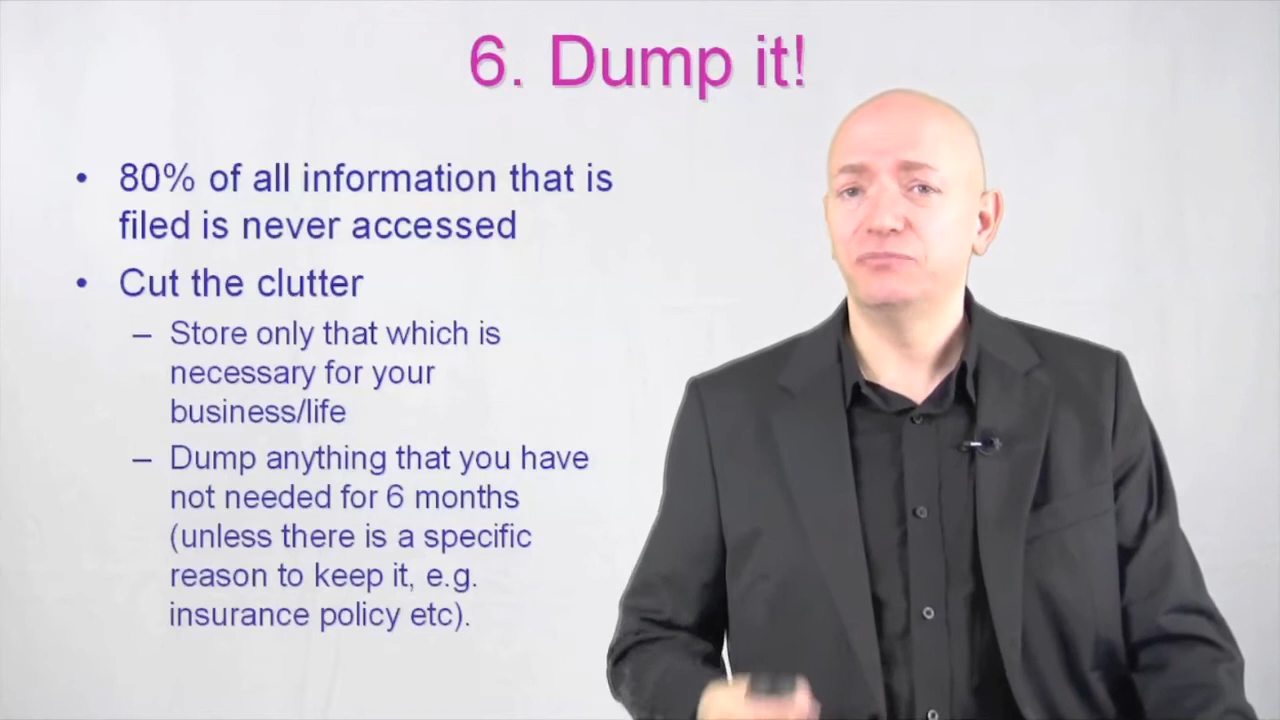 6. Dump it!
• 80% of all information that is
filed is never accessed
• Cut the clutter
– Store only that which is
necessary for your
business/life
– Dump anything that you have
not needed for 6 months
(unless there is a specific
reason to keep it, e.g.
insurance policy etc).